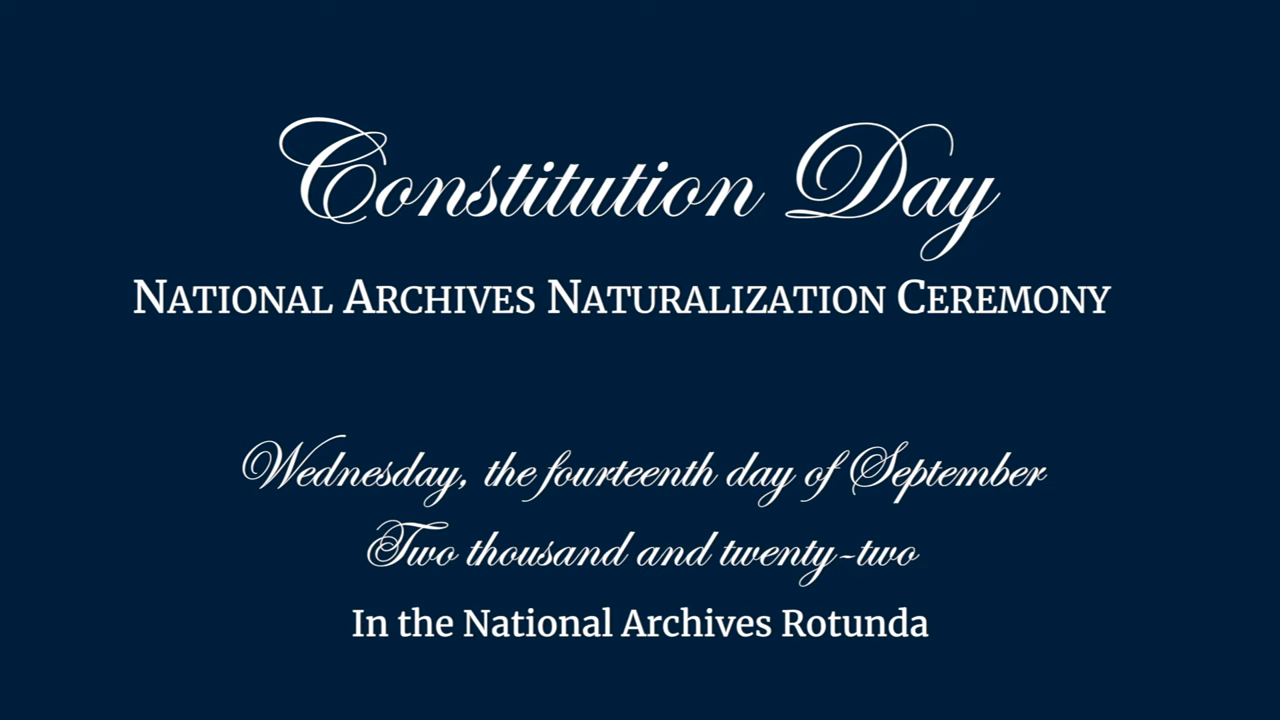 Constitution Day
NATIONAL ARCHIVES NATURALIZATION CEREMONY
Wednesday, the fourteenth day of September
Two thousand and twenty-two
In the National Archives Rotunda